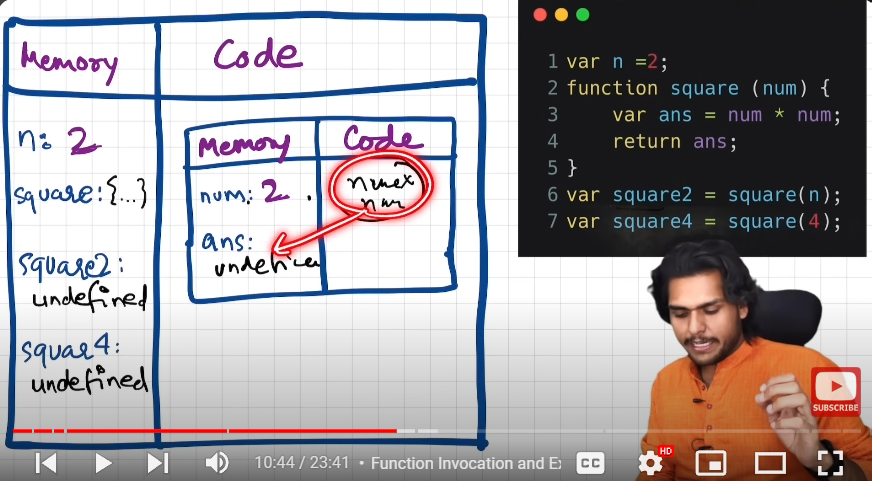 Memory
Code
n: 2
square: {...}
square2:
undefined
squar4:
undefined
Memory
Code
num: 2
num x
num
ans:
1 var n =2;
2 function square (num) {
3 var ans = num * num;
4 return ans;
5 }
6 var square2 = square(n);
7 var square4 = square(4);
SUBSCRIBE
10:44 / 23:41 • Function Invocation and Ex
CC
HD